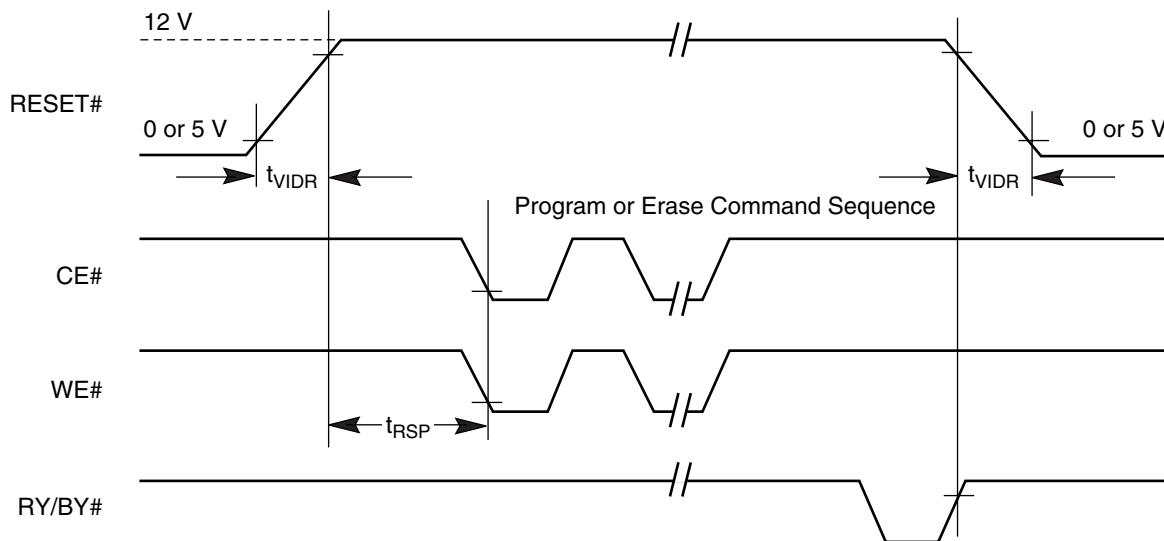 12 V
RESET#
0 or 5 V
0 or 5 V
tVIDR
tVIDR
Program or Erase Command Sequence
CE#
WE#
tRSP
RY/BY#